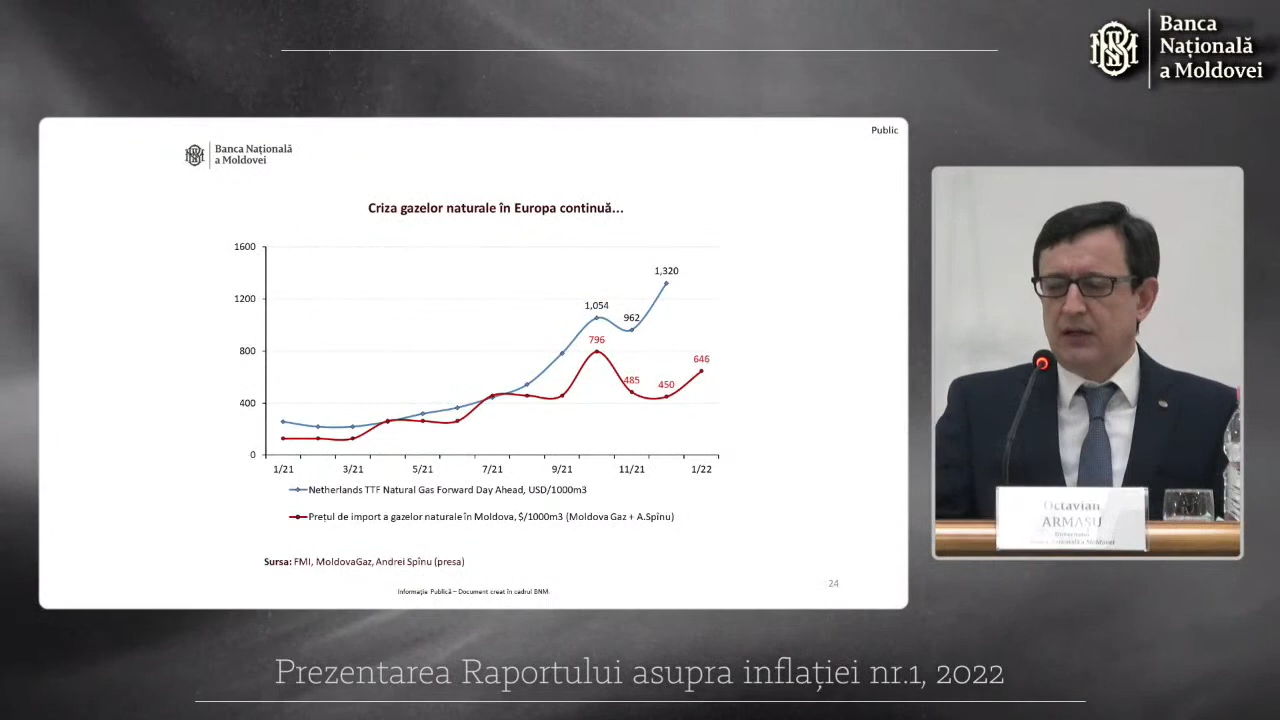 Banca
Națională
a Moldovei
Public
Banca Națională
a Moldovei
Criza gazelor naturale în Europa continuă...
1600
1200
800
400
0
1,320
1,054
962
796
485
450
646
1/21
3/21
5/21
7/21
9/21
11/21
1/22
Netherlands TTF Natural Gas Forward Day Ahead, USD/1000m3
Prețul de import a gazelor naturale în Moldova, $/1000m3 (Moldova Gaz + A.Spînu)
Sursa: FMI, MoldovaGaz, Andrei Spînu (presa)
Informația Publică – Document creat în cadrul BNM
24
Octavian
ARMAȘU
Prezentarea Raportului asupra inflației nr.1, 2022